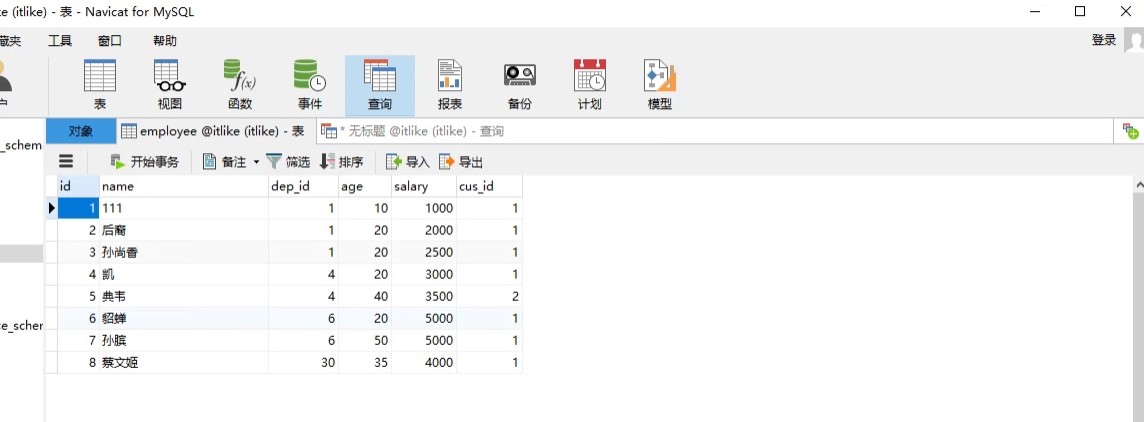 ke (itlike) - 表 - Navicat for MySQL
藏夹 工具 窗口 帮助 登录
户 表 视图 f(x) 函数 事件 查询 报表 备份 计划 模型
对象 employee @itlike (itlike) - 表 * 无标题 @itlike (itlike) - 查询
_schem
开始事务 备注 筛选 排序 导入 导出
id name dep_id age salary cus_id
1 111 1 10 1000 1
2 后裔 1 20 2000 1
3 孙尚香 1 20 2500 1
4 凯 4 20 3000 1
5 典韦 4 40 3500 2
6 貂蝉 6 20 5000 1
ce_scher
7 孙膑 6 50 5000 1
8 蔡文姬 30 35 4000 1